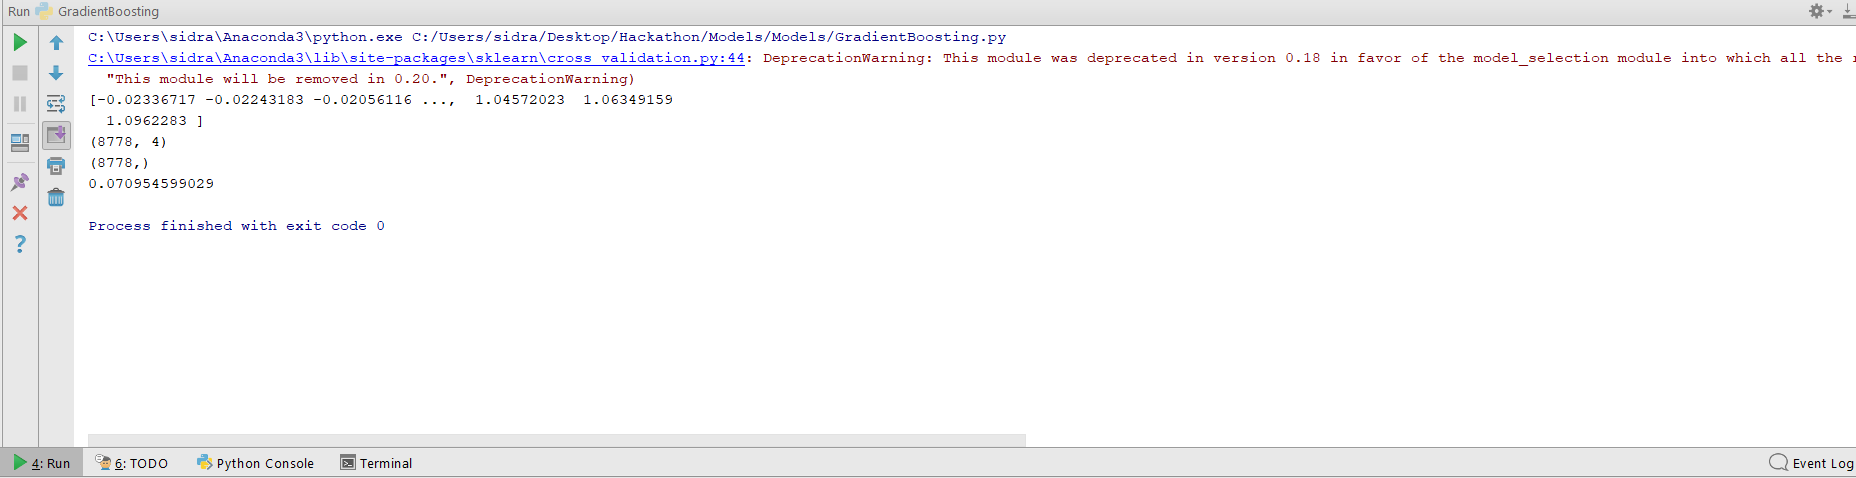 Run GradientBoosting
C:\Users\sidra\Anaconda3\python.exe C:/Users/sidra/Desktop/Hackathon/Models/Models/GradientBoosting.py
C:\Users\sidra\Anaconda3\lib\site-packages\sklearn\cross_validation.py:44: DeprecationWarning: This module was deprecated in version 0.18 in favor of the model_selection module into which all the
"This module will be removed in 0.20.", DeprecationWarning)
[-0.02336717 -0.02243183 -0.02056116 ..., 1.04572023 1.06349159
1.0962283 ]
(8778, 4)
(8778,)
0.070954599029
Process finished with exit code 0
4: Run 6: TODO Python Console Terminal Event Log